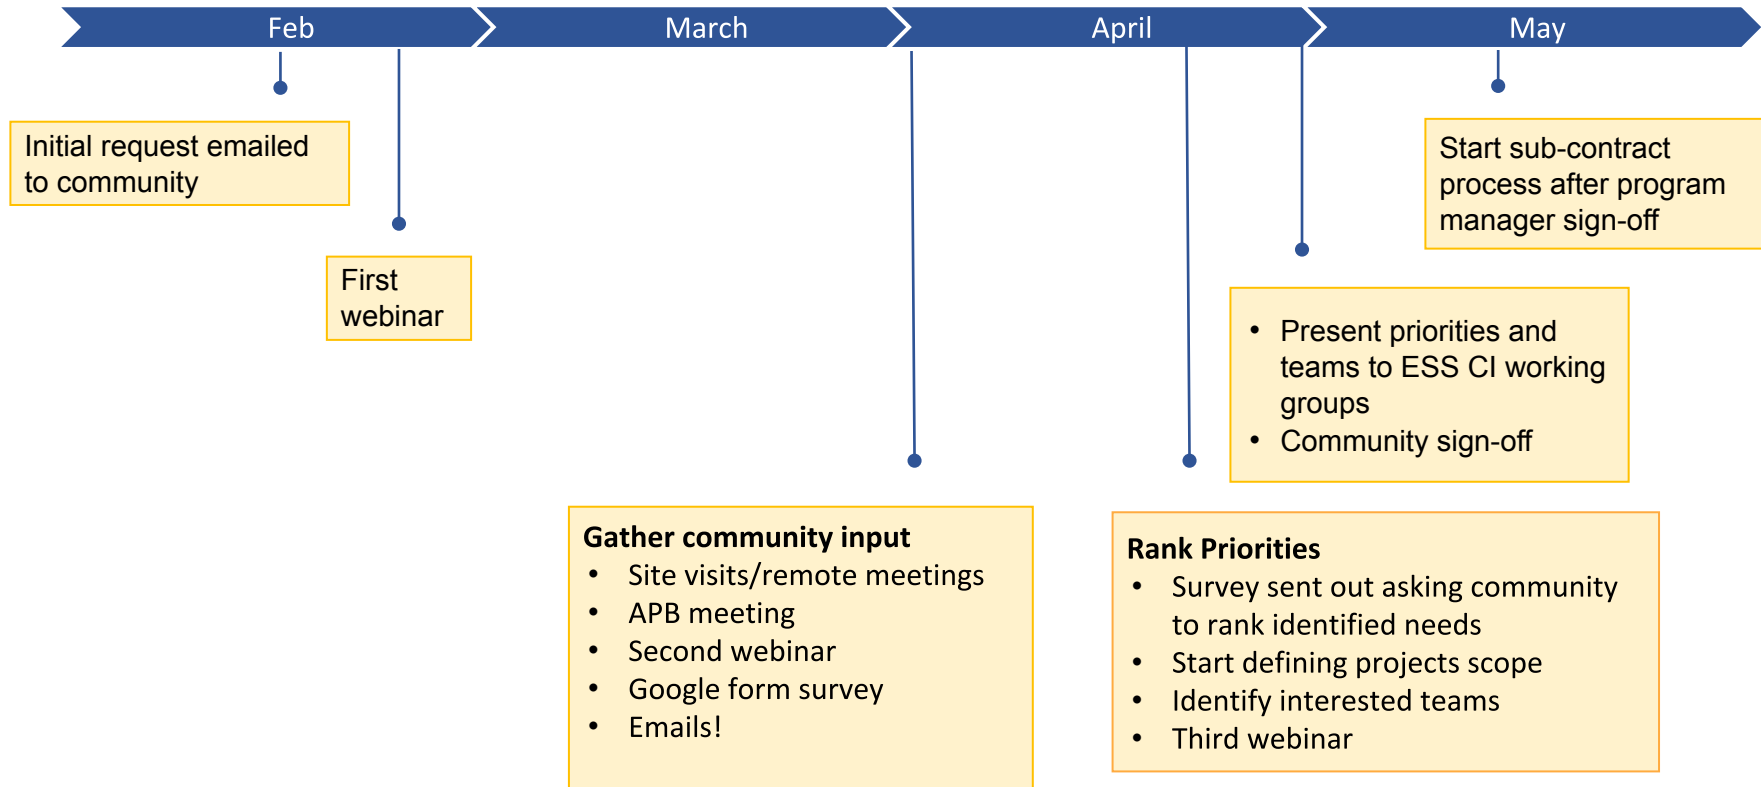 Feb
March
April
May
Initial request emailed
to community
First
webinar
Gather community input
• Site visits/remote meetings
• APB meeting
• Second webinar
• Google form survey
• Emails!
Rank Priorities
• Survey sent out asking community
to rank identified needs
• Start defining projects scope
• Identify interested teams
• Third webinar
• Present priorities and
teams to ESS CI working
groups
• Community sign-off
Start sub-contract
process after program
manager sign-off